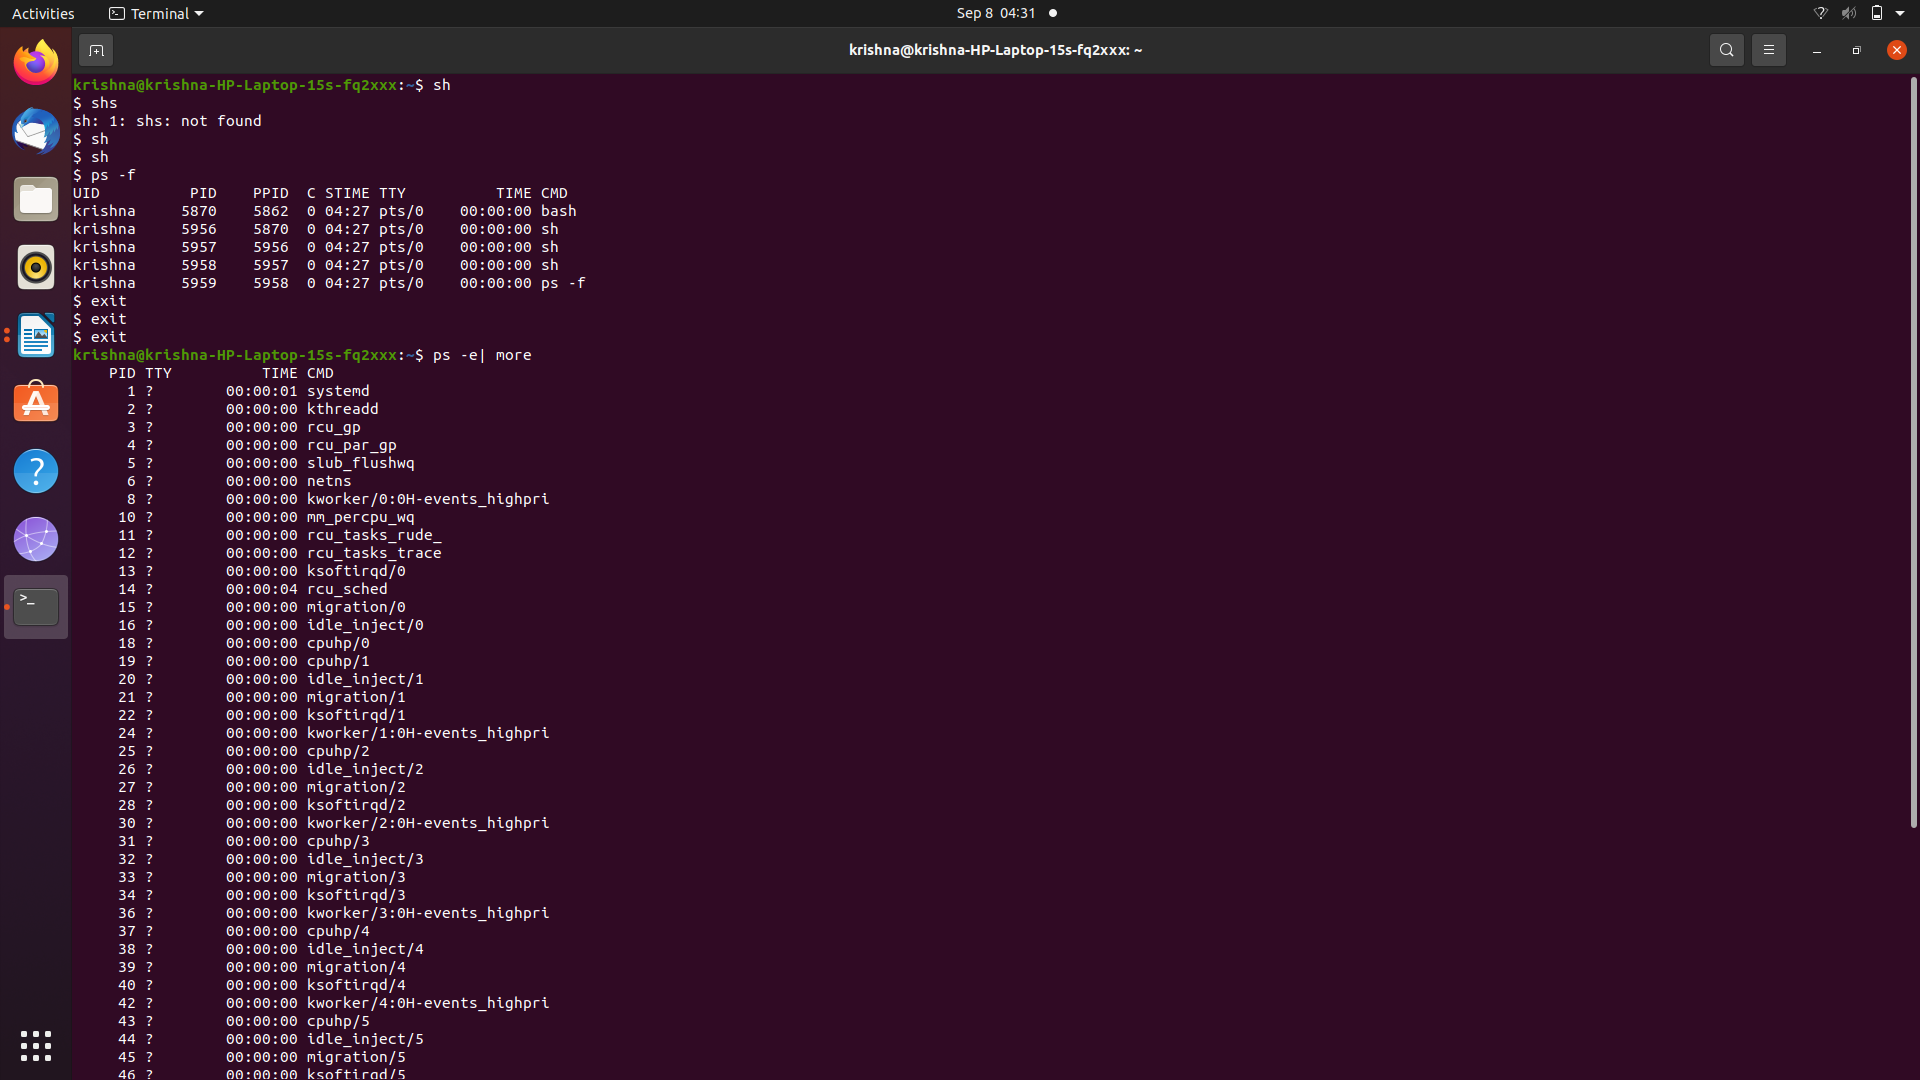 Activities Terminal Sep 8 04:31
krishna@krishna-HP-Laptop-15s-fq2xxx: ~
krishna@krishna-HP-Laptop-15s-fq2xxx:~$ sh
$ shs
sh: 1: shs: not found
$ sh
$ sh
$ ps -f
UID          PID    PPID  C STIME TTY          TIME CMD
krishna     5870    5862  0 04:27 pts/0    00:00:00 bash
krishna     5956    5870  0 04:27 pts/0    00:00:00 sh
krishna     5957    5956  0 04:27 pts/0    00:00:00 sh
krishna     5958    5957  0 04:27 pts/0    00:00:00 sh
krishna     5959    5958  0 04:27 pts/0    00:00:00 ps -f
$ exit
$ exit
$ exit
krishna@krishna-HP-Laptop-15s-fq2xxx:~$ ps -e| more
    PID TTY          TIME CMD
      1 ?        00:00:01 systemd
      2 ?        00:00:00 kthreadd
      3 ?        00:00:00 rcu_gp
      4 ?        00:00:00 rcu_par_gp
      5 ?        00:00:00 slub_flushwq
      6 ?        00:00:00 netns
      8 ?        00:00:00 kworker/0:0H-events_highpri
     10 ?        00:00:00 mm_percpu_wq
     11 ?        00:00:00 rcu_tasks_rude_
     12 ?        00:00:00 rcu_tasks_trace
     13 ?        00:00:00 ksoftirqd/0
     14 ?        00:00:04 rcu_sched
     15 ?        00:00:00 migration/0
     16 ?        00:00:00 idle_inject/0
     18 ?        00:00:00 cpuhp/0
     19 ?        00:00:00 cpuhp/1
     20 ?        00:00:00 idle_inject/1
     21 ?        00:00:00 migration/1
     22 ?        00:00:00 ksoftirqd/1
     24 ?        00:00:00 kworker/1:0H-events_highpri
     25 ?        00:00:00 cpuhp/2
     26 ?        00:00:00 idle_inject/2
     27 ?        00:00:00 migration/2
     28 ?        00:00:00 ksoftirqd/2
     30 ?        00:00:00 kworker/2:0H-events_highpri
     31 ?        00:00:00 cpuhp/3
     32 ?        00:00:00 idle_inject/3
     33 ?        00:00:00 migration/3
     34 ?        00:00:00 ksoftirqd/3
     36 ?        00:00:00 kworker/3:0H-events_highpri
     37 ?        00:00:00 cpuhp/4
     38 ?        00:00:00 idle_inject/4
     39 ?        00:00:00 migration/4
     40 ?        00:00:00 ksoftirqd/4
     42 ?        00:00:00 kworker/4:0H-events_highpri
     43 ?        00:00:00 cpuhp/5
     44 ?        00:00:00 idle_inject/5
     45 ?        00:00:00 migration/5
     46 ?        00:00:00 ksoftirqd/5